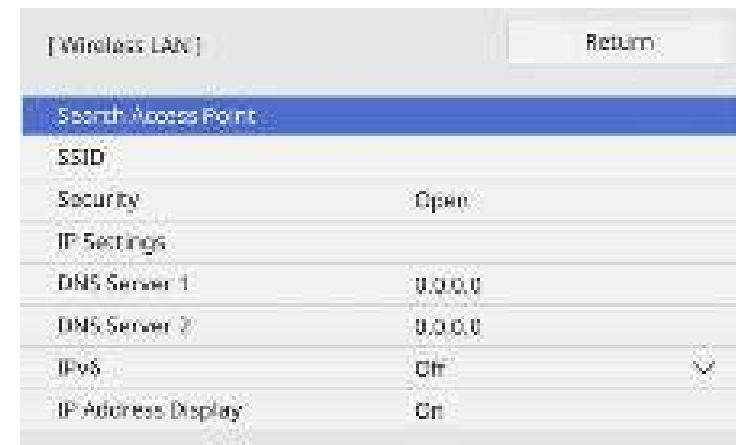 [Wireless LAN]
Return
Search Access Point
SSID
Security Open
IP Settings
DNS Server 1 0.0.0.0
DNS Server 2 0.0.0.0
IPv6 Off
IP Address Display On